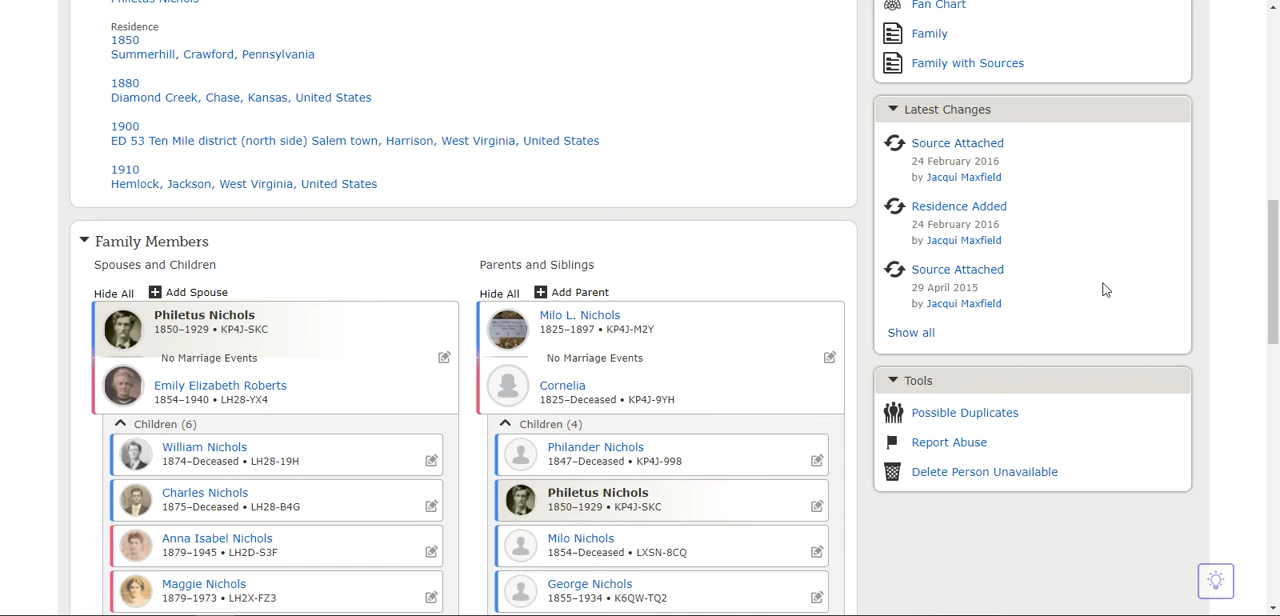 Philetus Nichols
Residence
1850
Summerhill, Crawford, Pennsylvania
1880
Diamond Creek, Chase, Kansas, United States
1900
ED 53 Ten Mile district (north side) Salem town, Harrison, West Virginia, United States
1910
Hemlock, Jackson, West Virginia, United States
Family Members
Spouses and Children
Hide All Add Spouse
Philetus Nichols
1850–1929 • KP4J-SKC
No Marriage Events
Emily Elizabeth Roberts
1854–1940 • LH28-YX4
Children (6)
William Nichols
1874–Deceased • LH28-19H
Charles Nichols
1875–Deceased • LH28-B4G
Anna Isabel Nichols
1879–1945 • LH2D-S3F
Maggie Nichols
1879–1973 • LH2X-FZ3
Parents and Siblings
Hide All Add Parent
Milo L. Nichols
1825–1897 • KP4J-M2Y
No Marriage Events
Cornelia
1825–Deceased • KP4J-9YH
Children (4)
Philander Nichols
1847–Deceased • KP4J-998
Philetus Nichols
1850–1929 • KP4J-SKC
Milo Nichols
1854–Deceased • LXSN-8CQ
George Nichols
1855–1934 • K6QW-TQ2
Fan Chart
Family
Family with Sources
Latest Changes
Source Attached
24 February 2016
by Jacqui Maxfield
Residence Added
24 February 2016
by Jacqui Maxfield
Source Attached
29 April 2015
by Jacqui Maxfield
Show all
Tools
Possible Duplicates
Report Abuse
Delete Person Unavailable